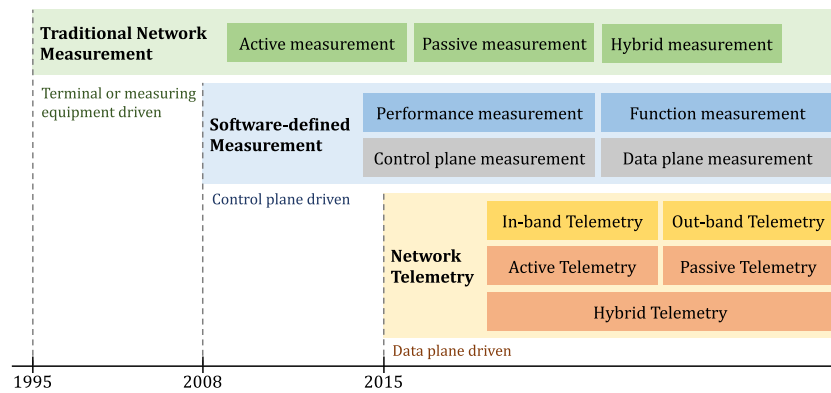 Traditional Network
Measurement
Active measurement
Passive measurement
Hybrid measurement
Terminal or measuring
equipment driven
Software-defined
Measurement
Performance measurement
Function measurement
Control plane measurement
Data plane measurement
Control plane driven
Network
Telemetry
In-band Telemetry
Out-band Telemetry
Active Telemetry
Passive Telemetry
Hybrid Telemetry
Data plane driven
1995
2008
2015